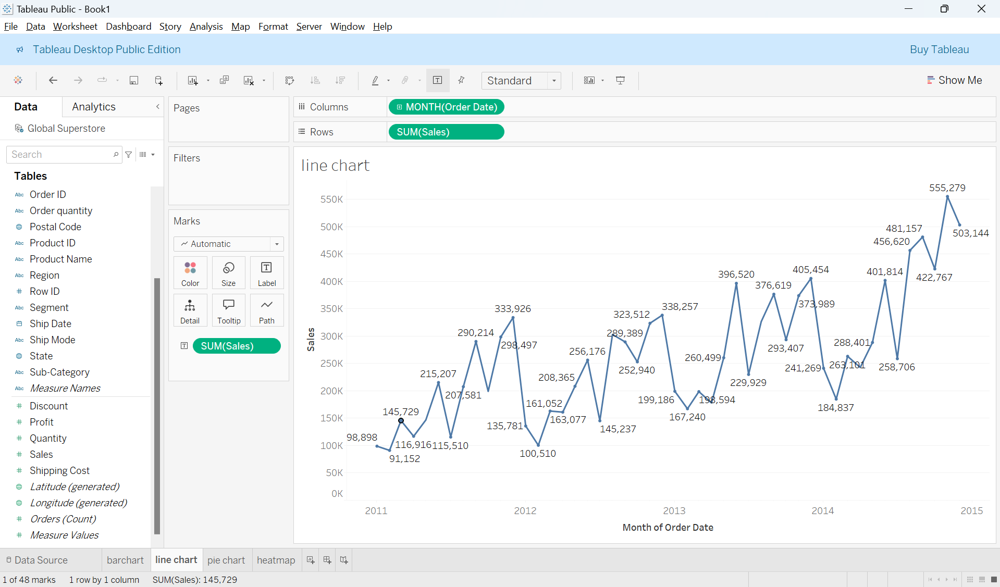 Tableau Public - Book1
File Data Worksheet Dashboard Story Analysis Map Format Server Window Help
Tableau Desktop Public Edition
Buy Tableau
Standard
Show Me
Data
Analytics
Global Superstore
Search
Tables
Abc Order ID
Abc Order quantity
Postal Code
Abc Product ID
Abc Product Name
Abc Region
# Row ID
Abc Segment
Ship Date
Abc Ship Mode
State
Abc Sub-Category
Abc Measure Names
# Discount
# Profit
# Quantity
# Sales
# Shipping Cost
Latitude (generated)
Longitude (generated)
# Orders (Count)
# Measure Values
Pages
Filters
Marks
Automatic
Color
Size
Label
Detail
Tooltip
Path
SUM(Sales)
Columns
MONTH(Order Date)
Rows
SUM(Sales)
line chart
555,279
550K
500K
481,157
503,144
456,620
450K
396,520
405,454
401,814
422,767
400K
376,619
350K
373,989
333,926
338,257
323,512
290,214
289,389
300K
298,497
288,401
293,407
256,176
260,499
250K
263,101
258,706
241,269
252,940
215,207
208,365
229,929
200K
207,581
199,186
198,594
161,052
184,837
145,729
167,240
150K
163,077
135,781
145,237
98,898
100K
116,916
115,510
100,510
91,152
50K
0K
Sales
2011
2012
2013
2014
2015
Month of Order Date
Data Source
barchart
line chart
pie chart
heatmap
1 of 48 marks
1 row by 1 column
SUM(Sales): 145,729